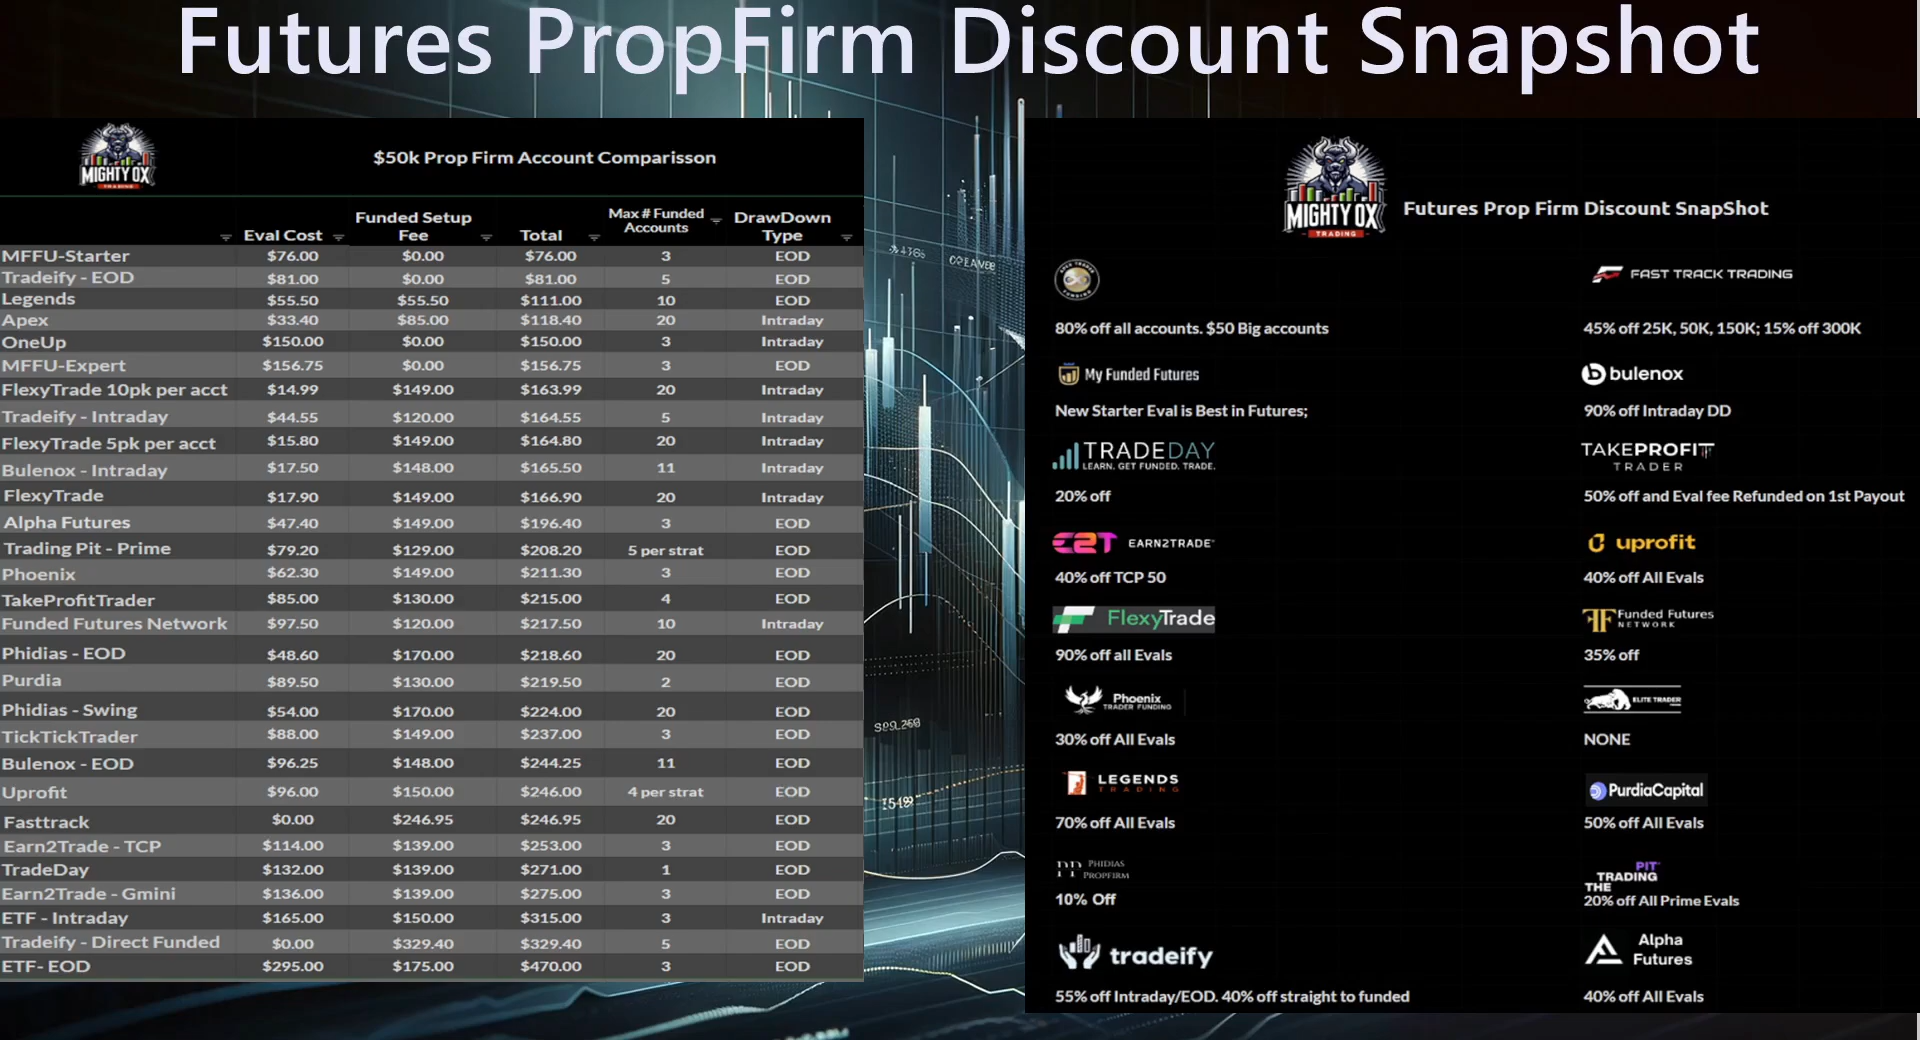 Futures PropFirm Discount Snapshot
MIGHTY OX
TRADING
$50k Prop Firm Account Comparisson
Eval Cost Funded Setup Fee Total Max # Funded Accounts DrawDown Type
MFFU-Starter $76.00 $0.00 $76.00 3 EOD
Tradeify - EOD $81.00 $0.00 $81.00 5 EOD
Legends $55.50 $55.50 $111.00 10 EOD
Apex $33.40 $85.00 $118.40 20 Intraday
OneUp $150.00 $0.00 $150.00 3 Intraday
MFFU-Expert $156.75 $0.00 $156.75 3 EOD
FlexyTrade 10pk per acct $14.99 $149.00 $163.99 20 Intraday
Tradeify - Intraday $44.55 $120.00 $164.55 5 Intraday
FlexyTrade 5pk per acct $15.80 $149.00 $164.80 20 Intraday
Bulenox - Intraday $17.50 $148.00 $165.50 11 Intraday
FlexyTrade $17.90 $149.00 $166.90 20 Intraday
Alpha Futures $47.40 $149.00 $196.40 3 EOD
Trading Pit - Prime $79.20 $129.00 $208.20 5 per strat EOD
Phoenix $62.30 $149.00 $211.30 3 EOD
TakeProfitTrader $85.00 $130.00 $215.00 4 EOD
Funded Futures Network $97.50 $120.00 $217.50 10 Intraday
Phidias - EOD $48.60 $170.00 $218.60 20 EOD
Purdia $89.50 $130.00 $219.50 2 EOD
Phidias - Swing $54.00 $170.00 $224.00 20 EOD
TickTickTrader $88.00 $149.00 $237.00 3 EOD
Bulenox - EOD $96.25 $148.00 $244.25 11 EOD
Uprofit $96.00 $150.00 $246.00 4 per strat EOD
Fasttrack $0.00 $246.95 $246.95 20 EOD
Earn2Trade - TCP $114.00 $139.00 $253.00 3 EOD
TradeDay $132.00 $139.00 $271.00 1 EOD
Earn2Trade - Gmini $136.00 $139.00 $275.00 3 EOD
ETF - Intraday $165.00 $150.00 $315.00 3 Intraday
Tradeify - Direct Funded $0.00 $329.40 $329.40 5 EOD
ETF- EOD $295.00 $175.00 $470.00 3 EOD
MIGHTY OX
TRADING
Futures Prop Firm Discount SnapShot
FAST TRACK TRADING
80% off all accounts. $50 Big accounts
45% off 25K, 50K, 150K; 15% off 300K
My Funded Futures
bulenox
New Starter Eval is Best in Futures;
90% off Intraday DD
TRADEDAY
LEARN. GET FUNDED. TRADE.
TAKEPROFIT
TRADER
20% off
50% off and Eval fee Refunded on 1st Payout
E2T EARN2TRADE
uprofit
40% off TCP 50
40% off All Evals
FlexyTrade
Funded Futures
NETWORK
90% off all Evals
35% off
Phoenix
TRADER FUNDING
ELITE TRADER
30% off All Evals
NONE
LEGENDS
TRADING
PurdiaCapital
70% off All Evals
50% off All Evals
PHIDIAS
PROPFIRM
PIT
TRADING
THE
10% Off
20% off All Prime Evals
tradeify
Alpha
Futures
55% off Intraday/EOD. 40% off straight to funded
40% off All Evals